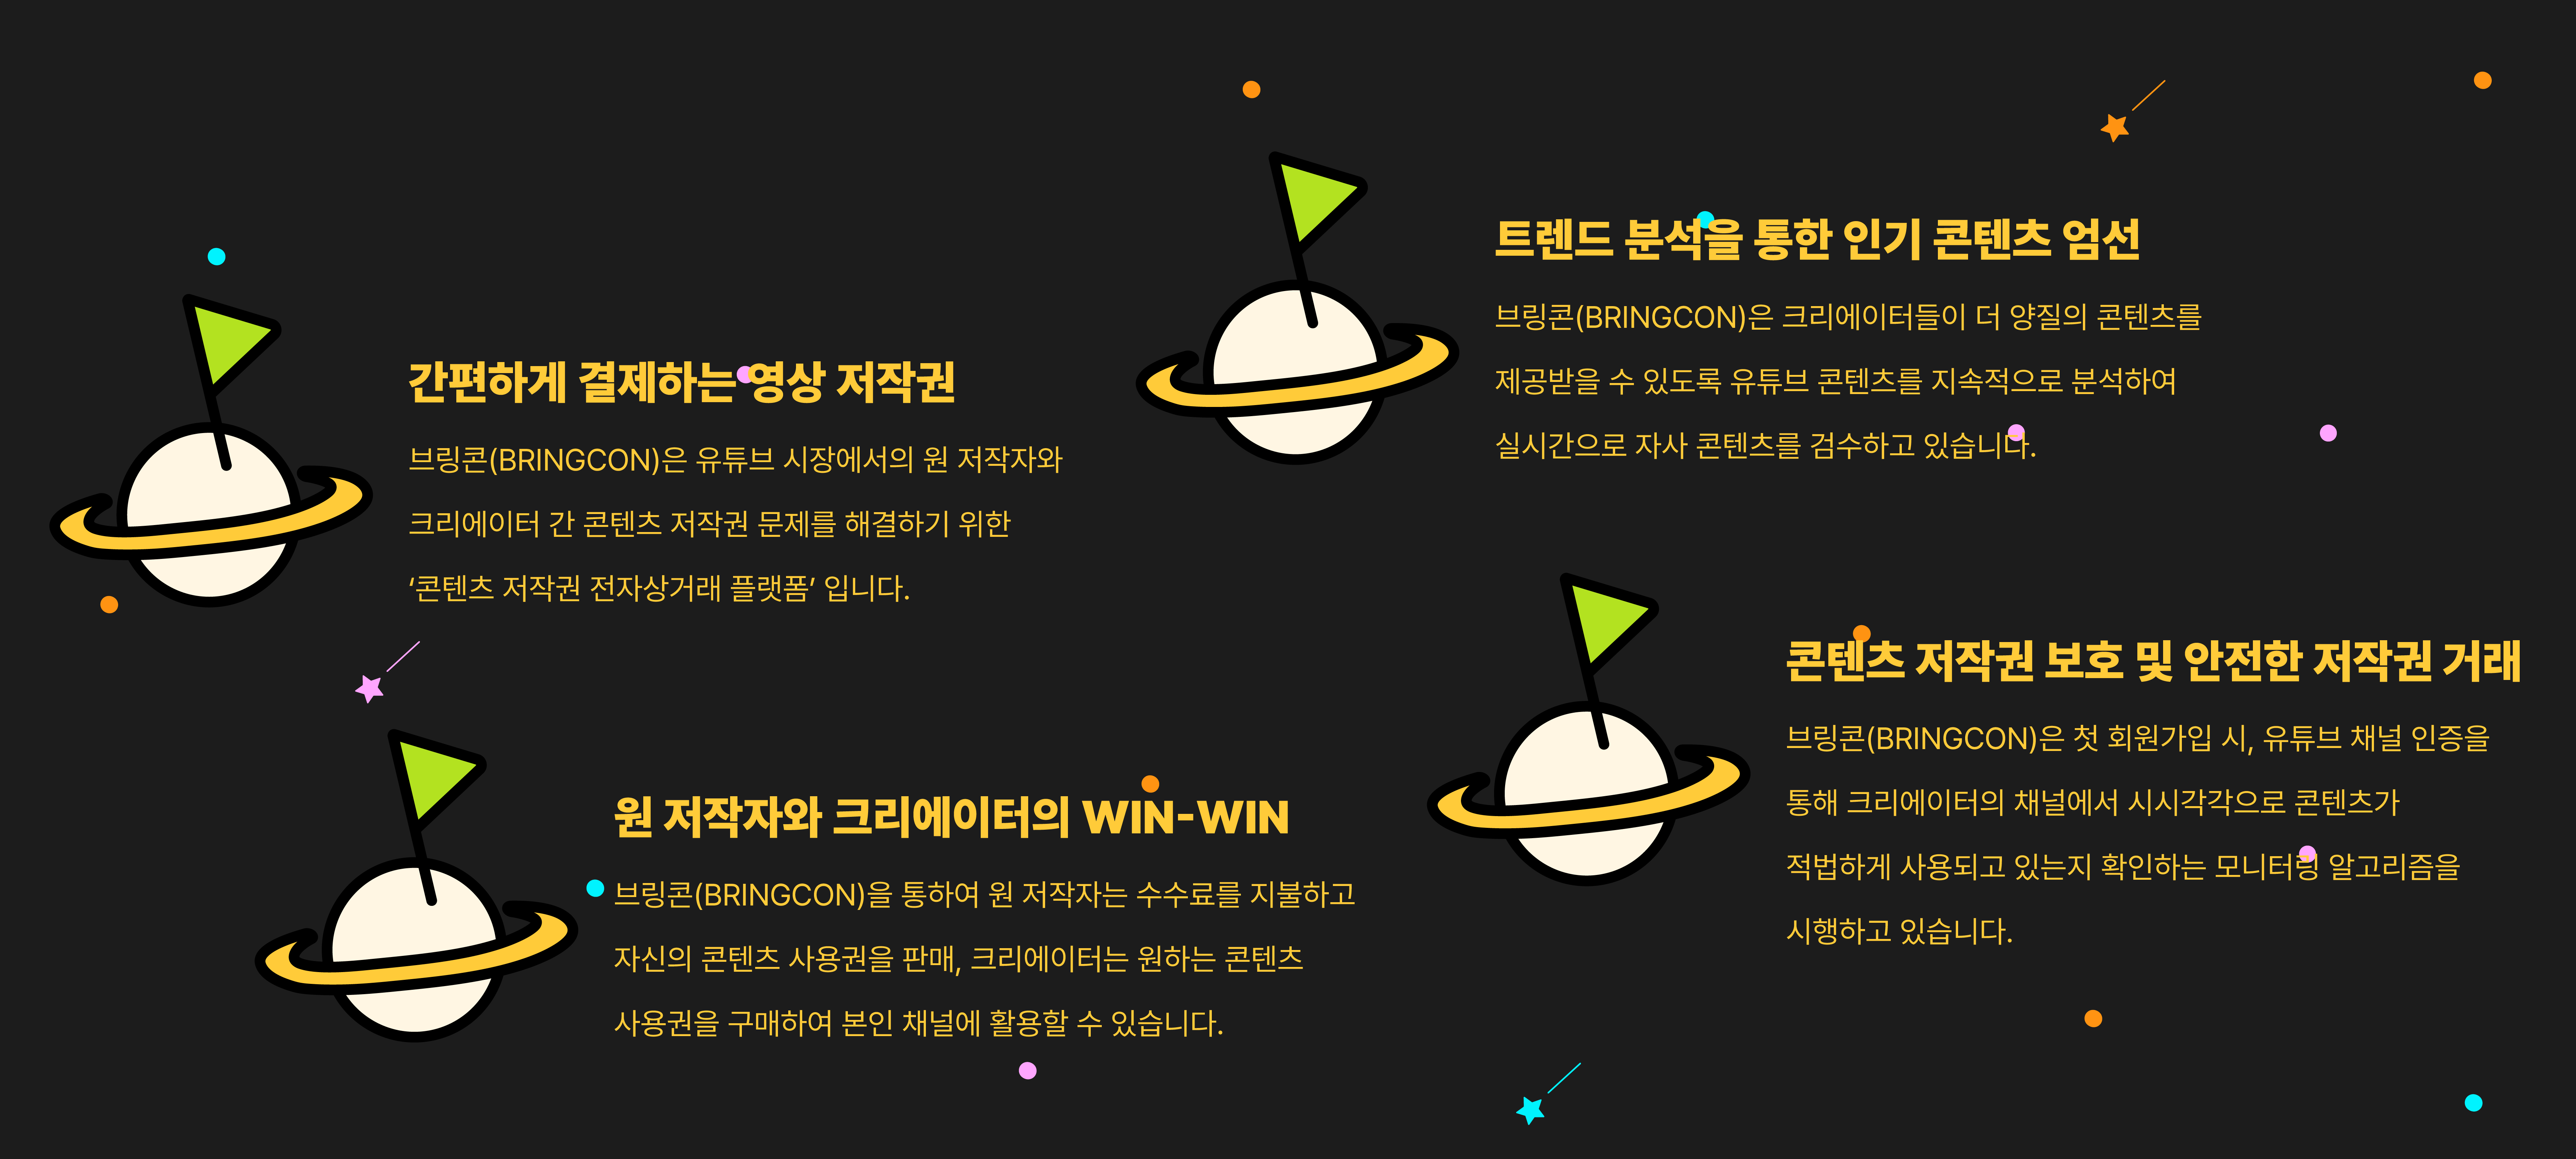 간편하게 결제하는 영상 저작권
브링콘(BRINGCON)은 유튜브 시장에서의 원 저작자와
크리에이터 간 콘텐츠 저작권 문제를 해결하기 위한
‘콘텐츠 저작권 전자상거래 플랫폼’ 입니다.
트렌드 분석을 통한 인기 콘텐츠 엄선
브링콘(BRINGCON)은 크리에이터들이 더 양질의 콘텐츠를
제공받을 수 있도록 유튜브 콘텐츠를 지속적으로 분석하여
실시간으로 자사 콘텐츠를 검수하고 있습니다.
원 저작자와 크리에이터의 WIN-WIN
브링콘(BRINGCON)을 통하여 원 저작자는 수수료를 지불하고
자신의 콘텐츠 사용권을 판매, 크리에이터는 원하는 콘텐츠
사용권을 구매하여 본인 채널에 활용할 수 있습니다.
콘텐츠 저작권 보호 및 안전한 저작권 거래
브링콘(BRINGCON)은 첫 회원가입 시, 유튜브 채널 인증을
통해 크리에이터의 채널에서 시시각각으로 콘텐츠가
적법하게 사용되고 있는지 확인하는 모니터링 알고리즘을
시행하고 있습니다.